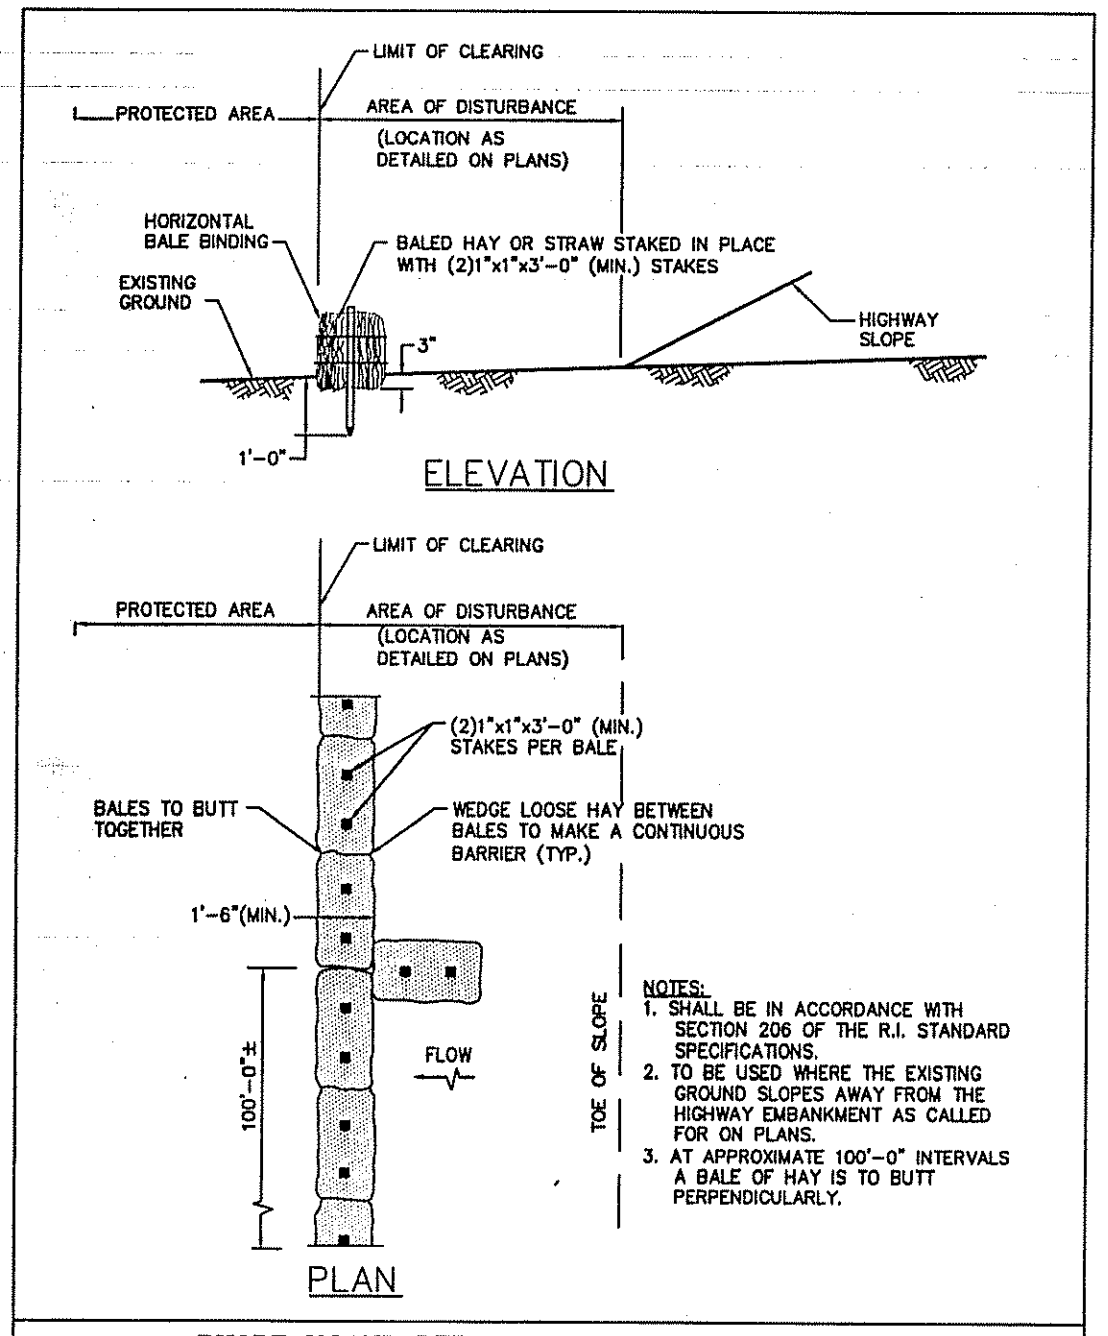 LIMIT OF CLEARING
PROTECTED AREA
AREA OF DISTURBANCE
(LOCATION AS
DETAILED ON PLANS)
HORIZONTAL
BALE BINDING
BALED HAY OR STRAW STAKED IN PLACE
WITH (2)1"x1"x3'-0" (MIN.) STAKES
EXISTING
GROUND
HIGHWAY
SLOPE
3"
1'-0"
ELEVATION
LIMIT OF CLEARING
PROTECTED AREA
AREA OF DISTURBANCE
(LOCATION AS
DETAILED ON PLANS)
(2)1"x1"x3'-0" (MIN.)
STAKES PER BALE
BALES TO BUTT
TOGETHER
WEDGE LOOSE HAY BETWEEN
BALES TO MAKE A CONTINUOUS
BARRIER (TYP.)
1'-6"(MIN.)
100'-0"±
FLOW
TOE OF SLOPE
NOTES:
1. SHALL BE IN ACCORDANCE WITH
SECTION 206 OF THE R.I. STANDARD
SPECIFICATIONS.
2. TO BE USED WHERE THE EXISTING
GROUND SLOPES AWAY FROM THE
HIGHWAY EMBANKMENT AS CALLED
FOR ON PLANS.
3. AT APPROXIMATE 100'-0" INTERVALS
A BALE OF HAY IS TO BUTT
PERPENDICULARLY.
PLAN